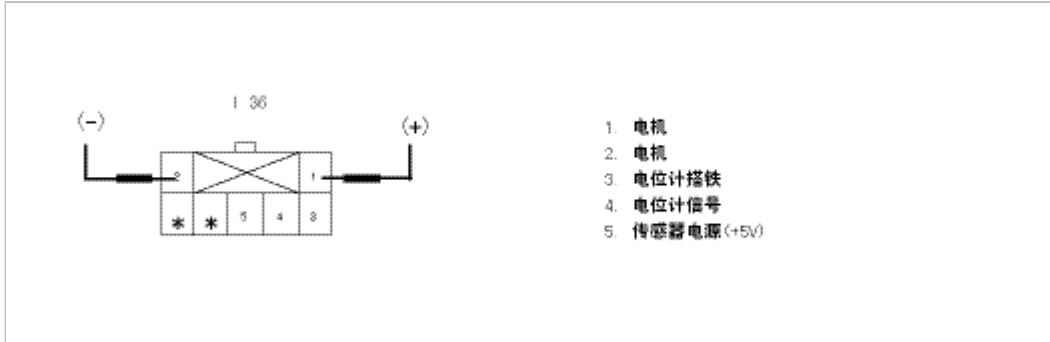 I 36
(-)
(+)
2
1
* * 5 4 3
1. 电机
2. 电机
3. 电位计搭铁
4. 电位计信号
5. 传感器电源(+5V)